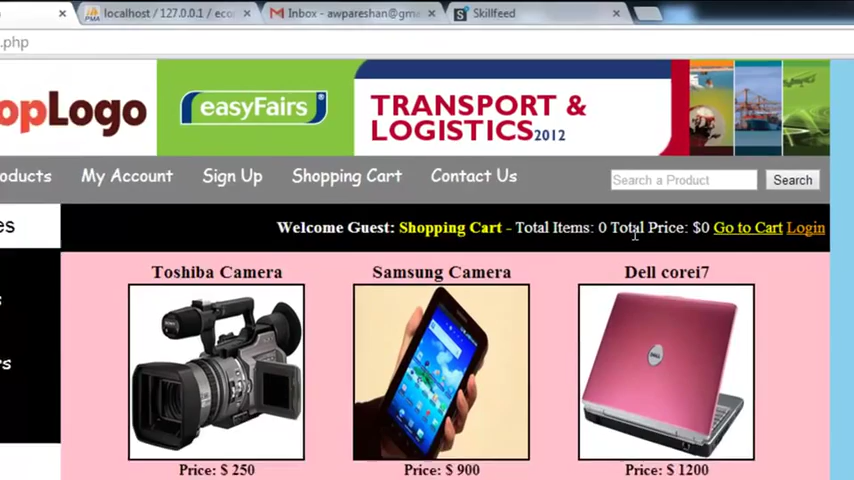 localhost / 127.0.0.1 / eco
Inbox - awpareshan@gma
Skillfeed
.php
opLogo
easyFairs
TRANSPORT &
LOGISTICS2012
oducts My Account Sign Up Shopping Cart Contact Us
Search a Product Search
es
Welcome Guest: Shopping Cart - Total Items: 0 Total Price: $0 Go to Cart Login
Toshiba Camera Samsung Camera Dell corei7
s
rs
Price: $ 250 Price: $ 900 Price: $ 1200